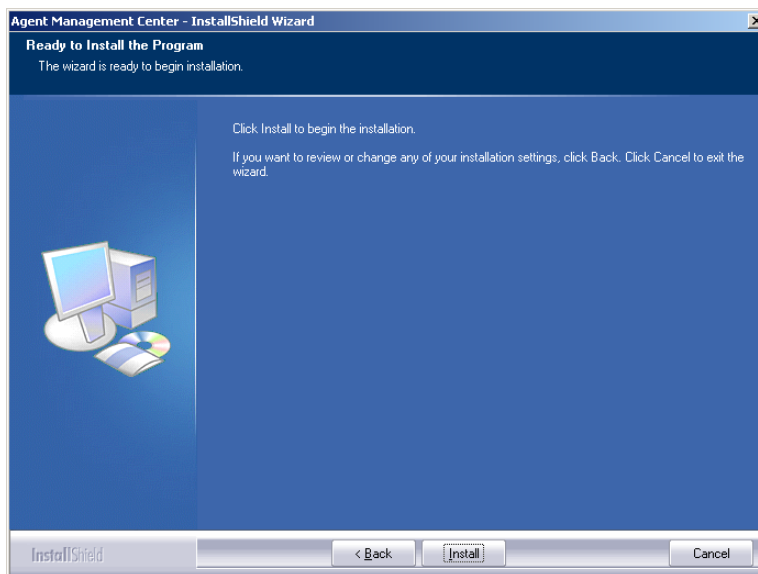 Agent Management Center - InstallShield Wizard
Ready to Install the Program
The wizard is ready to begin installation.
Click Install to begin the installation.
If you want to review or change any of your installation settings, click Back. Click Cancel to exit the
wizard.
InstallShield
< Back
Install
Cancel